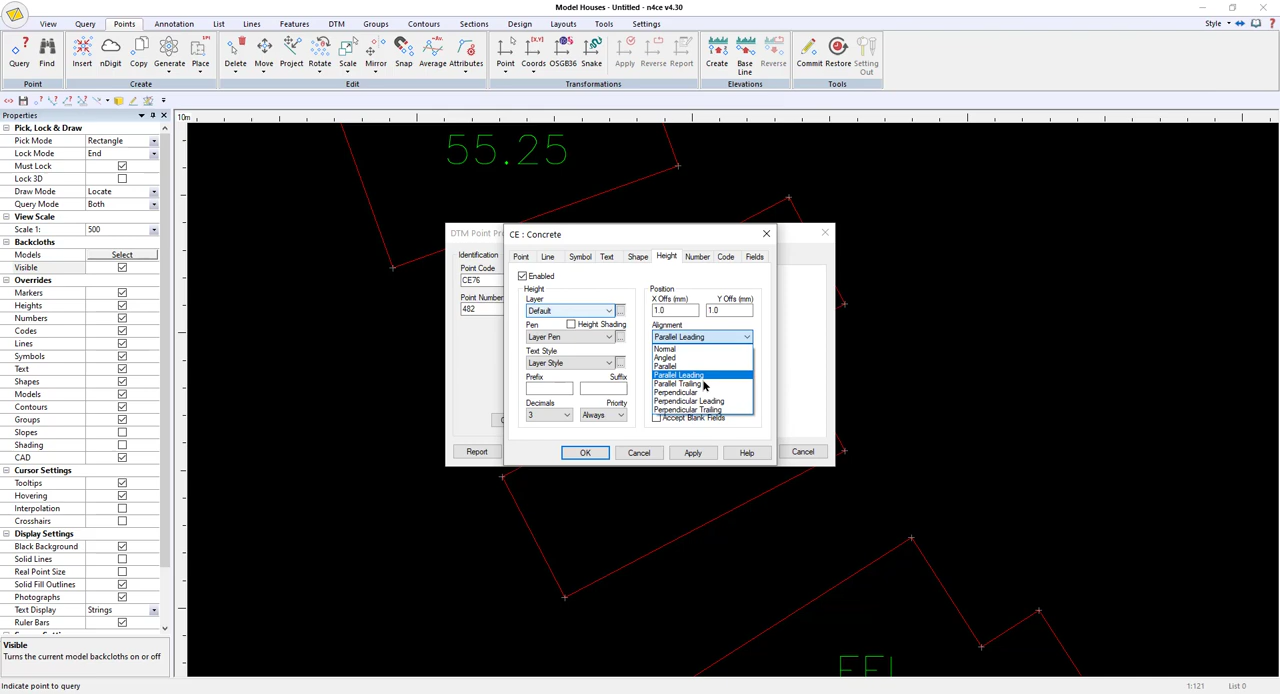 Model Houses - Untitled - n4ce v4.30
View Query Points Annotation List Lines Features DTM Groups Contours Sections Design Layouts Tools Settings Style
Query Find Insert nDigit Copy Generate Place Delete Move Project Rotate Scale Mirror Snap Average Attributes Point Coords OSGB36 Snake Apply Reverse Report Create Base Line Reverse Commit Restore Setting Out
Point Create Edit Transformations Elevations Tools
Properties
10m
Pick, Lock & Draw
Pick Mode Rectangle
Lock Mode End
Must Lock
Lock 3D
Draw Mode Locate
Query Mode Both
View Scale
Scale 1: 500
Backcloths
Models Select
Visible
Overrides
Markers
Heights
Numbers
Codes
Lines
Symbols
Text
Shapes
Models
Contours
Groups
Slopes
Shading
CAD
Cursor Settings
Tooltips
Hovering
Interpolation
Crosshairs
Display Settings
Black Background
Solid Lines
Real Point Size
Solid Fill Outlines
Photographs
Text Display Strings
Ruler Bars
Visible
Turns the current model backcloths on or off
Indicate point to query
1:121 List 0
55.25
Identification
Point Code
CE76
Point Number
482
Report
Cancel
CE : Concrete
Point Line Symbol Text Shape Height Number Code Fields
Enabled
Height
Layer
Default
Pen Height Shading
Layer Pen
Text Style
Layer Style
Prefix Suffix
Decimals Priority
3 Always
Position
X Offs (mm) Y Offs (mm)
1.0 1.0
Alignment
Parallel Leading
Normal
Angled
Parallel
Parallel Leading
Parallel Trailing
Perpendicular
Perpendicular Leading
Perpendicular Trailing
Accept Blank Fields
OK Cancel Apply Help